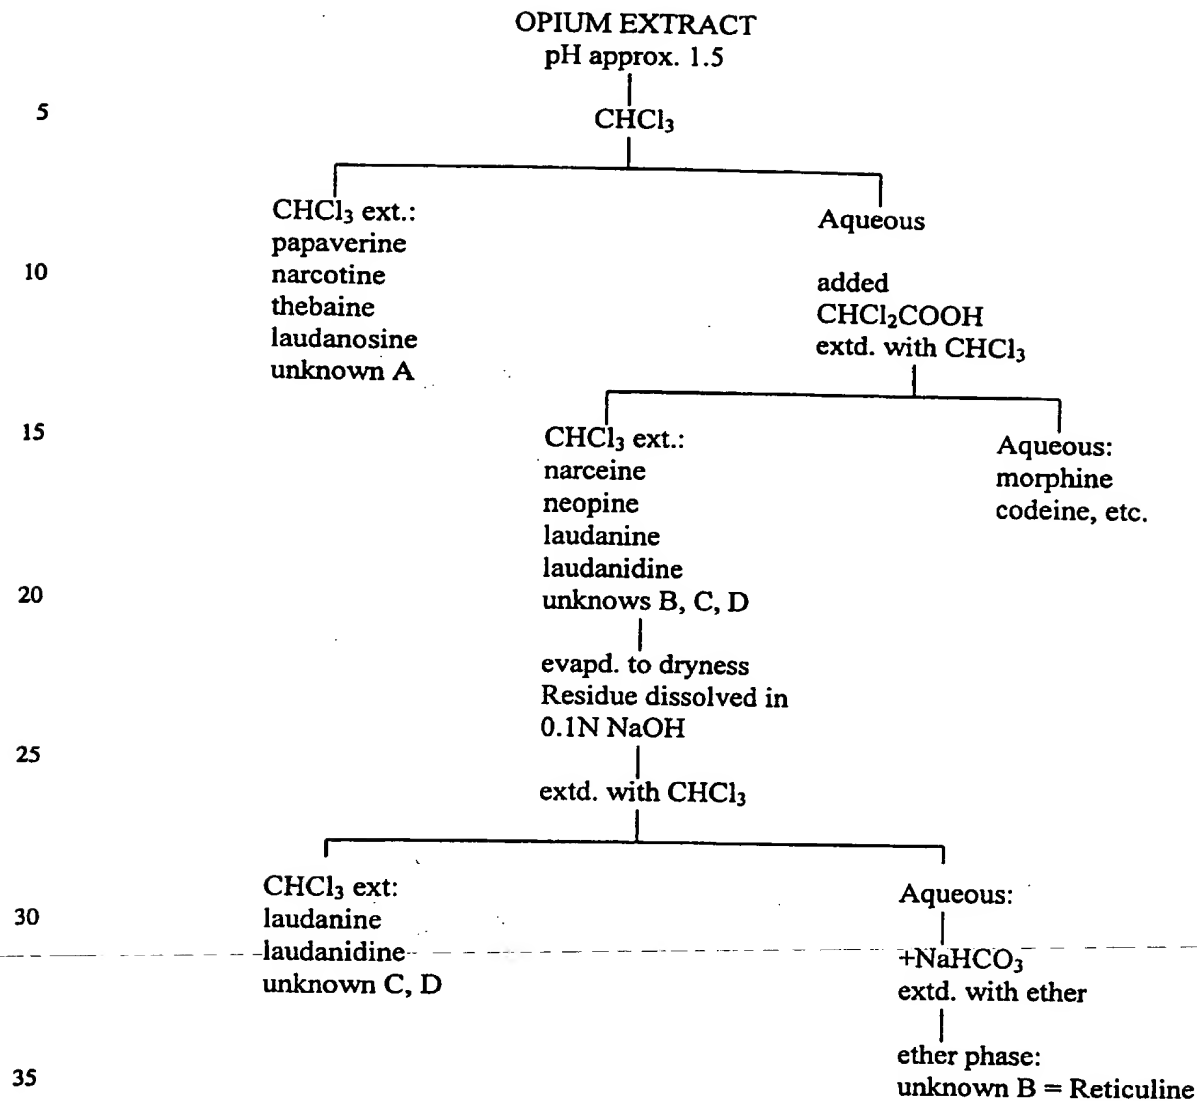 OPIUM EXTRACT
pH approx. 1.5
5
CHCl₃
CHCl₃ ext.:
papaverine
narcotine
thebaine
laudanosine
unknown A
10
Aqueous
added
CHCl₂COOH
extd. with CHCl₃
15
CHCl₃ ext.:
narceine
neopine
laudanine
laudanidine
unknows B, C, D
Aqueous:
morphine
codeine, etc.
20
evapd. to dryness
Residue dissolved in
0.1N NaOH
25
extd. with CHCl₃
CHCl₃ ext:
laudanine
laudanidine
unknown C, D
30
Aqueous:
+NaHCO₃
extd. with ether
ether phase:
unknown B = Reticuline
35